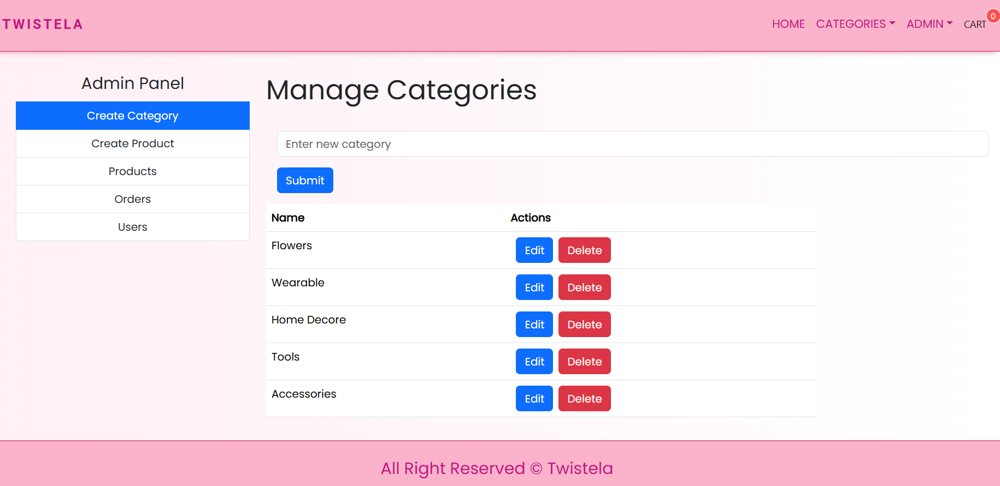 TWISTELA
HOME CATEGORIES ADMIN CART 0
Admin Panel
Create Category
Create Product
Products
Orders
Users
Manage Categories
Enter new category
Submit
Name Actions
Flowers Edit Delete
Wearable Edit Delete
Home Decore Edit Delete
Tools Edit Delete
Accessories Edit Delete
All Right Reserved © Twistela